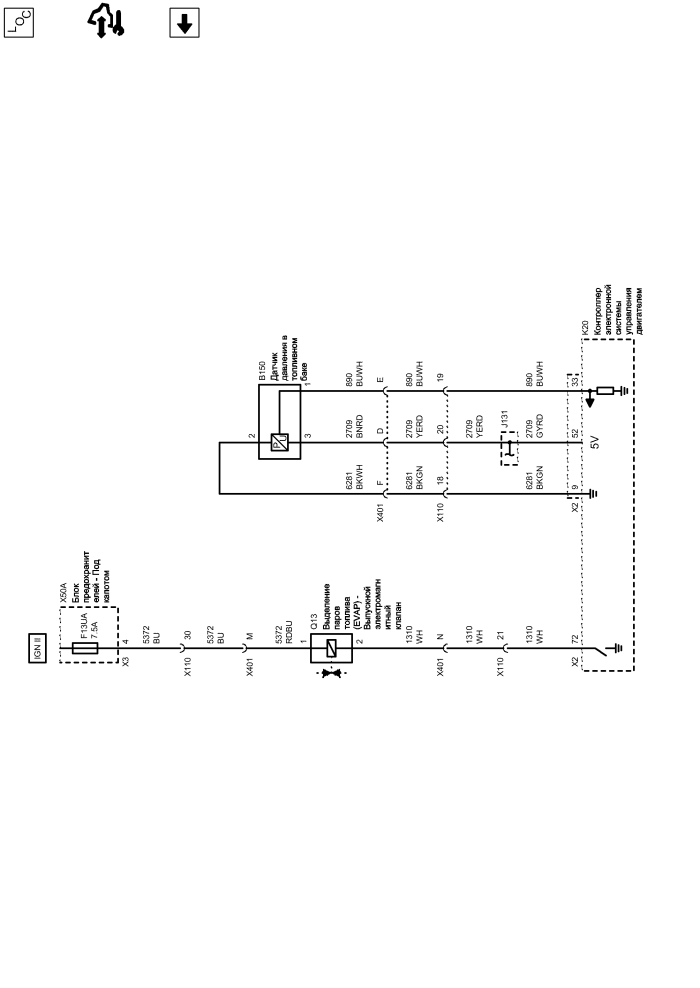 LOC
IGN II
X50A
Блок
предохранит
елей - Под
капотом
F13UA
7.5A
4
X3
5372
BU
30
X110
5372
BU
M
X401
5372
RDBU
1
Q13
Выделение
паров
топлива
(EVAP) -
Выпускной
электромагн
итный
клапан
2
1310
WH
N
X401
1310
WH
21
X110
1310
WH
72
X2
B150
Датчик
давления в
топливном
баке
2
P
U
1
3
6281
BKWH
2709
BNRD
890
BUWH
X401
F
D
E
6281
BKGN
2709
YERD
890
BUWH
X110
18
20
19
2709
YERD
J131
6281
BKGN
2709
GYRD
890
BUWH
X2
9
52
33
5V
K20
Контроллер
электронной
системы
управления
двигателем